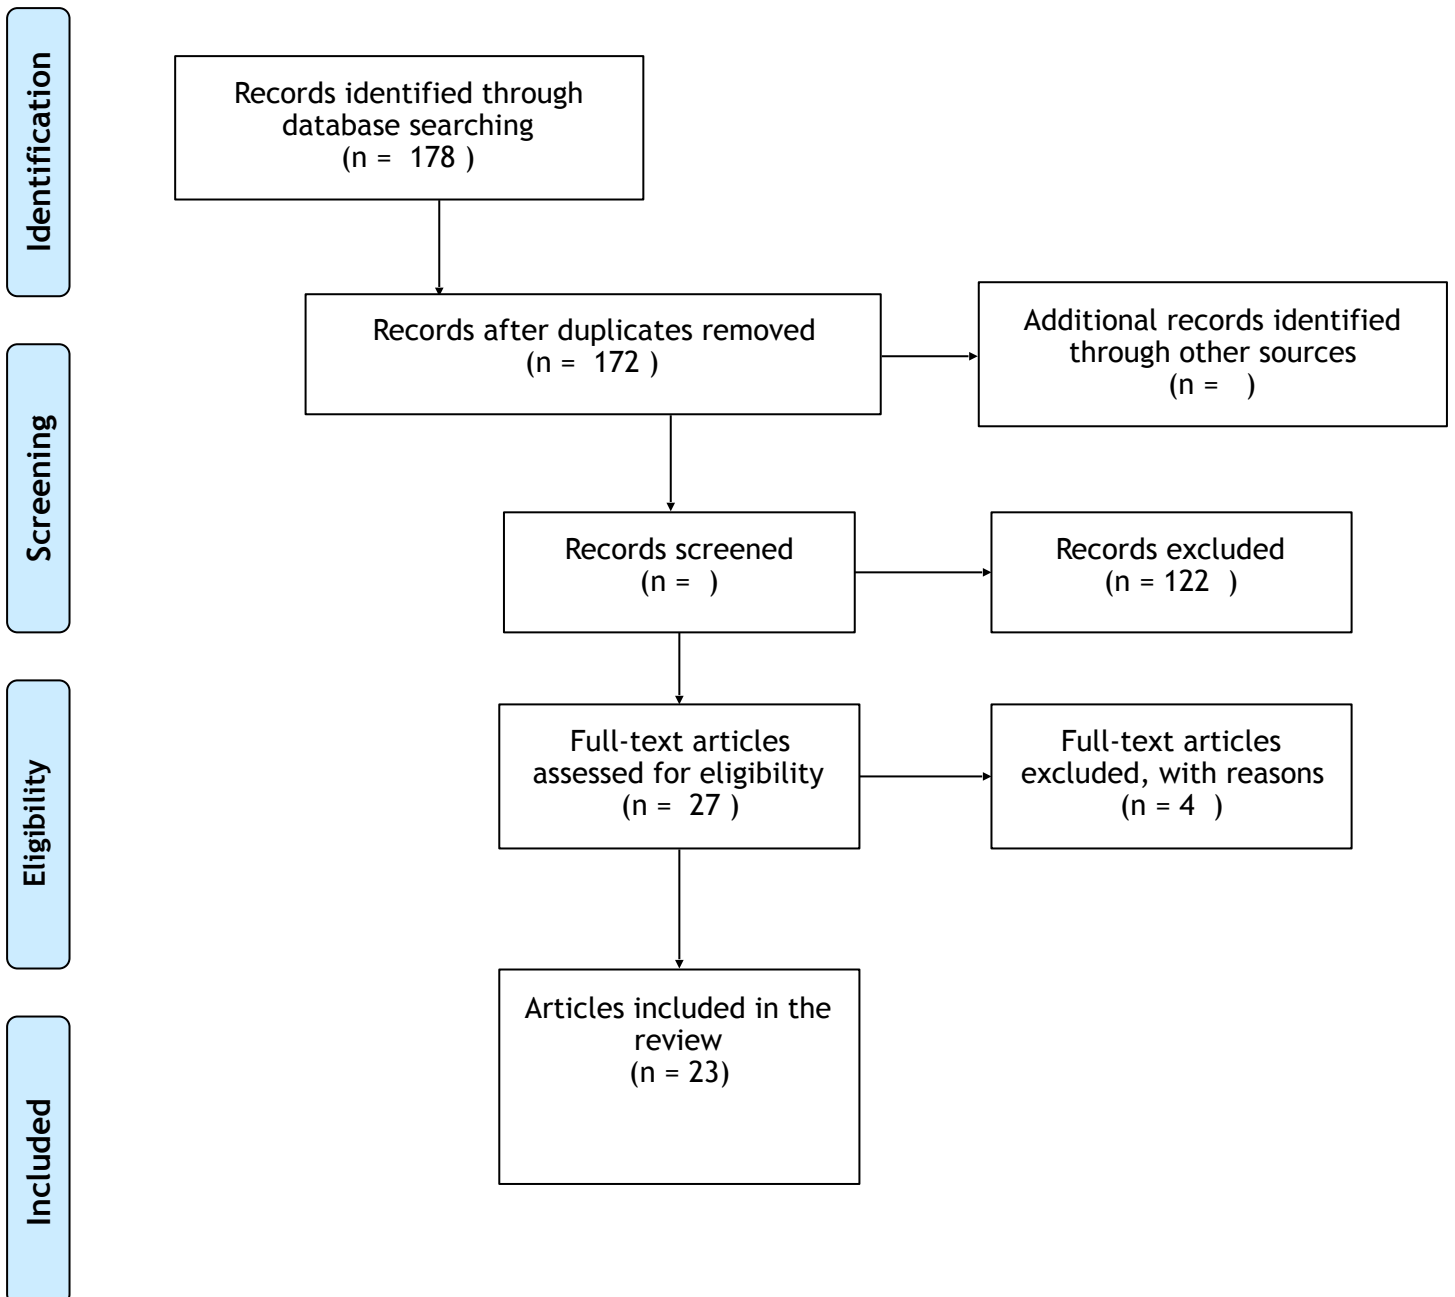 Identification
Records identified through
database searching
(n =  178 )
Records after duplicates removed
(n =  172 )
Additional records identified
through other sources
(n =   )
Screening
Records screened
(n =  )
Records excluded
(n = 122  )
Eligibility
Full-text articles
assessed for eligibility
(n =  27 )
Full-text articles
excluded, with reasons
(n = 4  )
Included
Articles included in the
review
(n = 23)